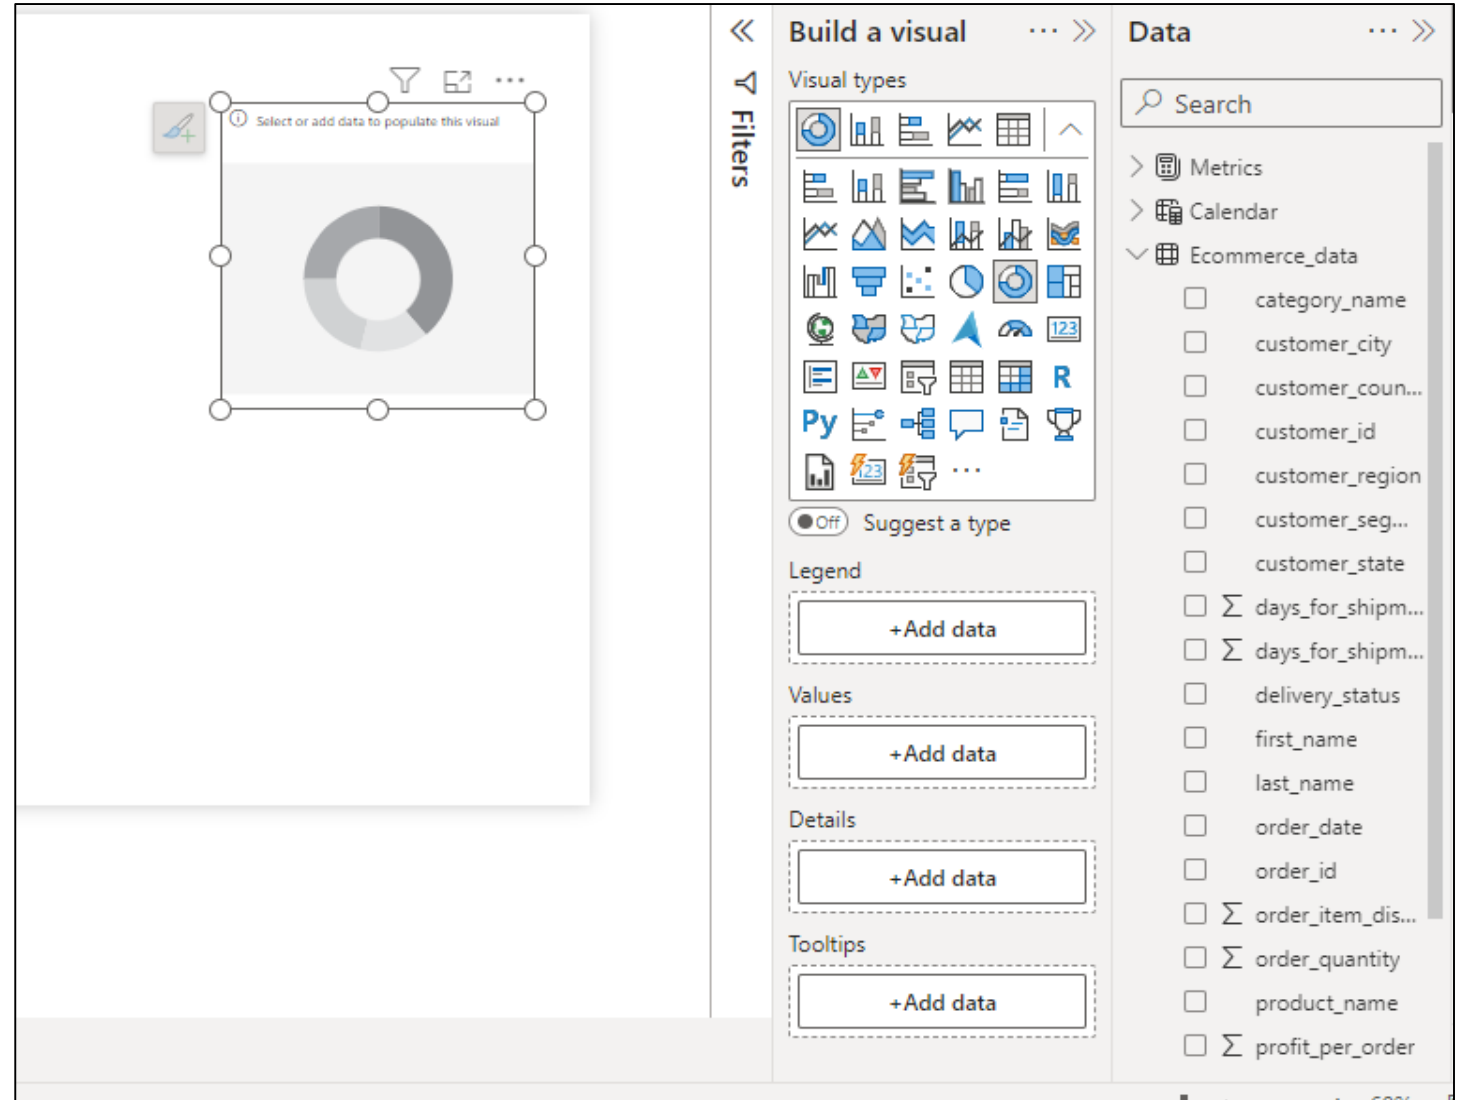 Select or add data to populate this visual
Filters
Build a visual
Visual types
123
R
Py
123
Off Suggest a type
Legend
+Add data
Values
+Add data
Details
+Add data
Tooltips
+Add data
Data
Search
Metrics
Calendar
Ecommerce_data
category_name
customer_city
customer_coun...
customer_id
customer_region
customer_seg...
customer_state
Σ days_for_shipm...
Σ days_for_shipm...
delivery_status
first_name
last_name
order_date
order_id
Σ order_item_dis...
Σ order_quantity
product_name
Σ profit_per_order